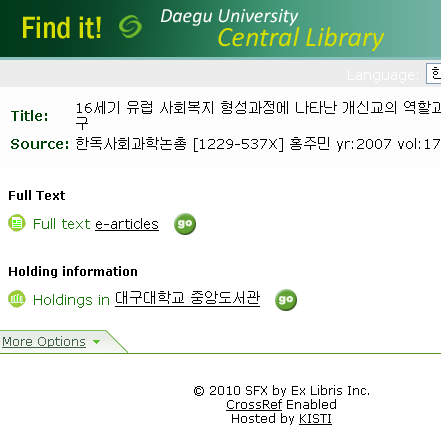 Find it! Daegu University
Central Library
Language: 한
Title: 16세기 유럽 사회복지 형성과정에 나타난 개신교의 역할과
구
Source: 한독사회과학논총 [1229-537X] 홍주민 yr:2007 vol:17
Full Text
Full text e-articles go
Holding information
Holdings in 대구대학교 중앙도서관 go
More Options
© 2010 SFX by Ex Libris Inc.
CrossRef Enabled
Hosted by KISTI